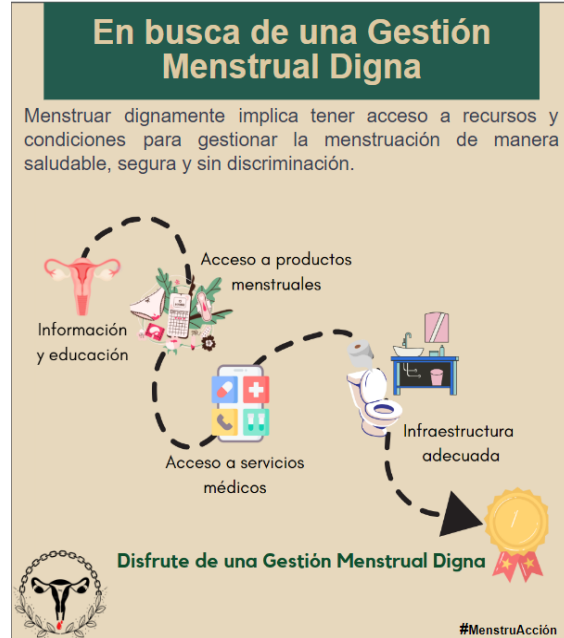 En busca de una Gestión
Menstrual Digna
Menstruar dignamente implica tener acceso a recursos y
condiciones para gestionar la menstruación de manera
saludable, segura y sin discriminación.
Información
y educación
Acceso a productos
menstruales
Acceso a servicios
médicos
Infraestructura
adecuada
1
Disfrute de una Gestión Menstrual Digna
#MenstruAcción